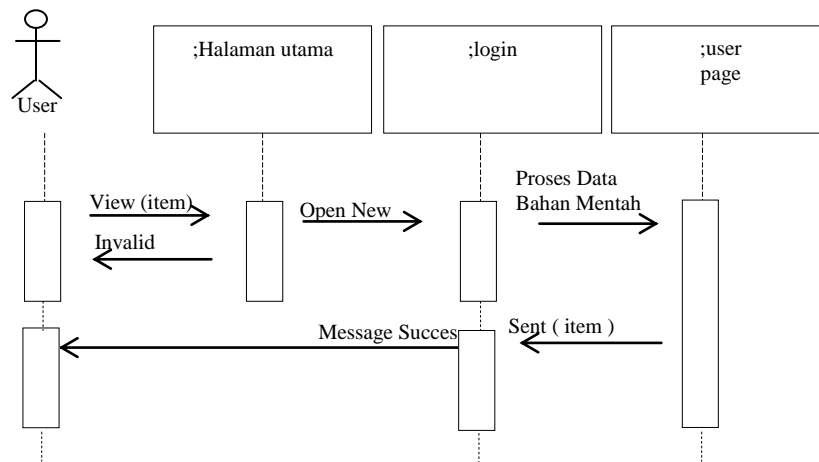 ;Halaman utama
;login
;user
page
User
Proses Data
Bahan Mentah
View (item)
Open New
Invalid
Message Succes
Sent ( item )